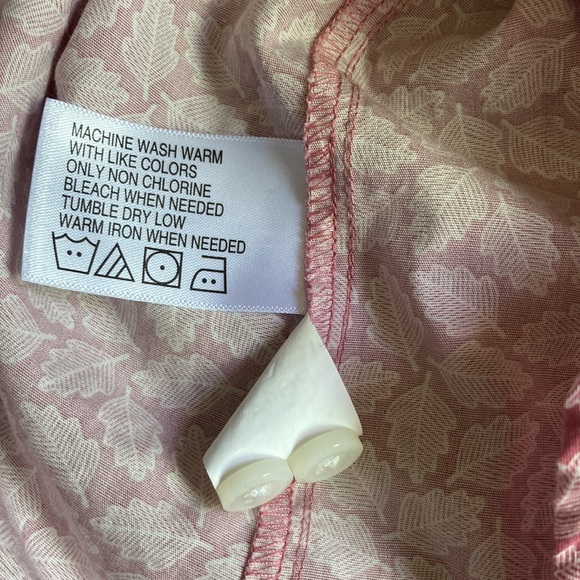 MACHINE WASH WARM
WITH LIKE COLORS
ONLY NON CHLORINE
BLEACH WHEN NEEDED
TUMBLE DRY LOW
WARM IRON WHEN NEEDED